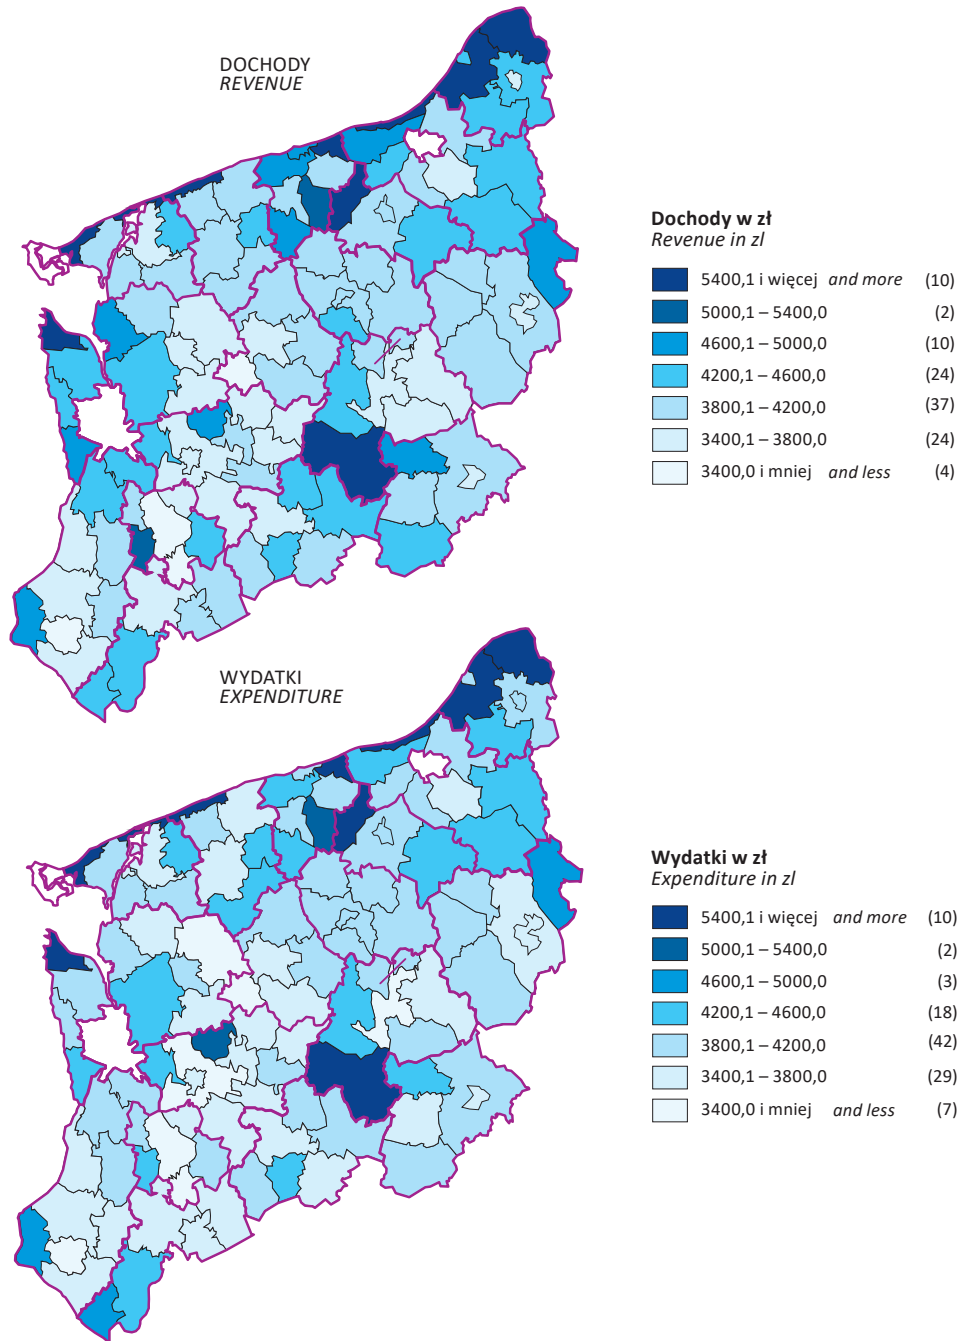 DOCHODY
REVENUE
Dochody w zł
Revenue in zl
5400,1 i więcej and more (10)
5000,1 – 5400,0 (2)
4600,1 – 5000,0 (10)
4200,1 – 4600,0 (24)
3800,1 – 4200,0 (37)
3400,1 – 3800,0 (24)
3400,0 i mniej and less (4)
WYDATKI
EXPENDITURE
Wydatki w zł
Expenditure in zl
5400,1 i więcej and more (10)
5000,1 – 5400,0 (2)
4600,1 – 5000,0 (3)
4200,1 – 4600,0 (18)
3800,1 – 4200,0 (42)
3400,1 – 3800,0 (29)
3400,0 i mniej and less (7)